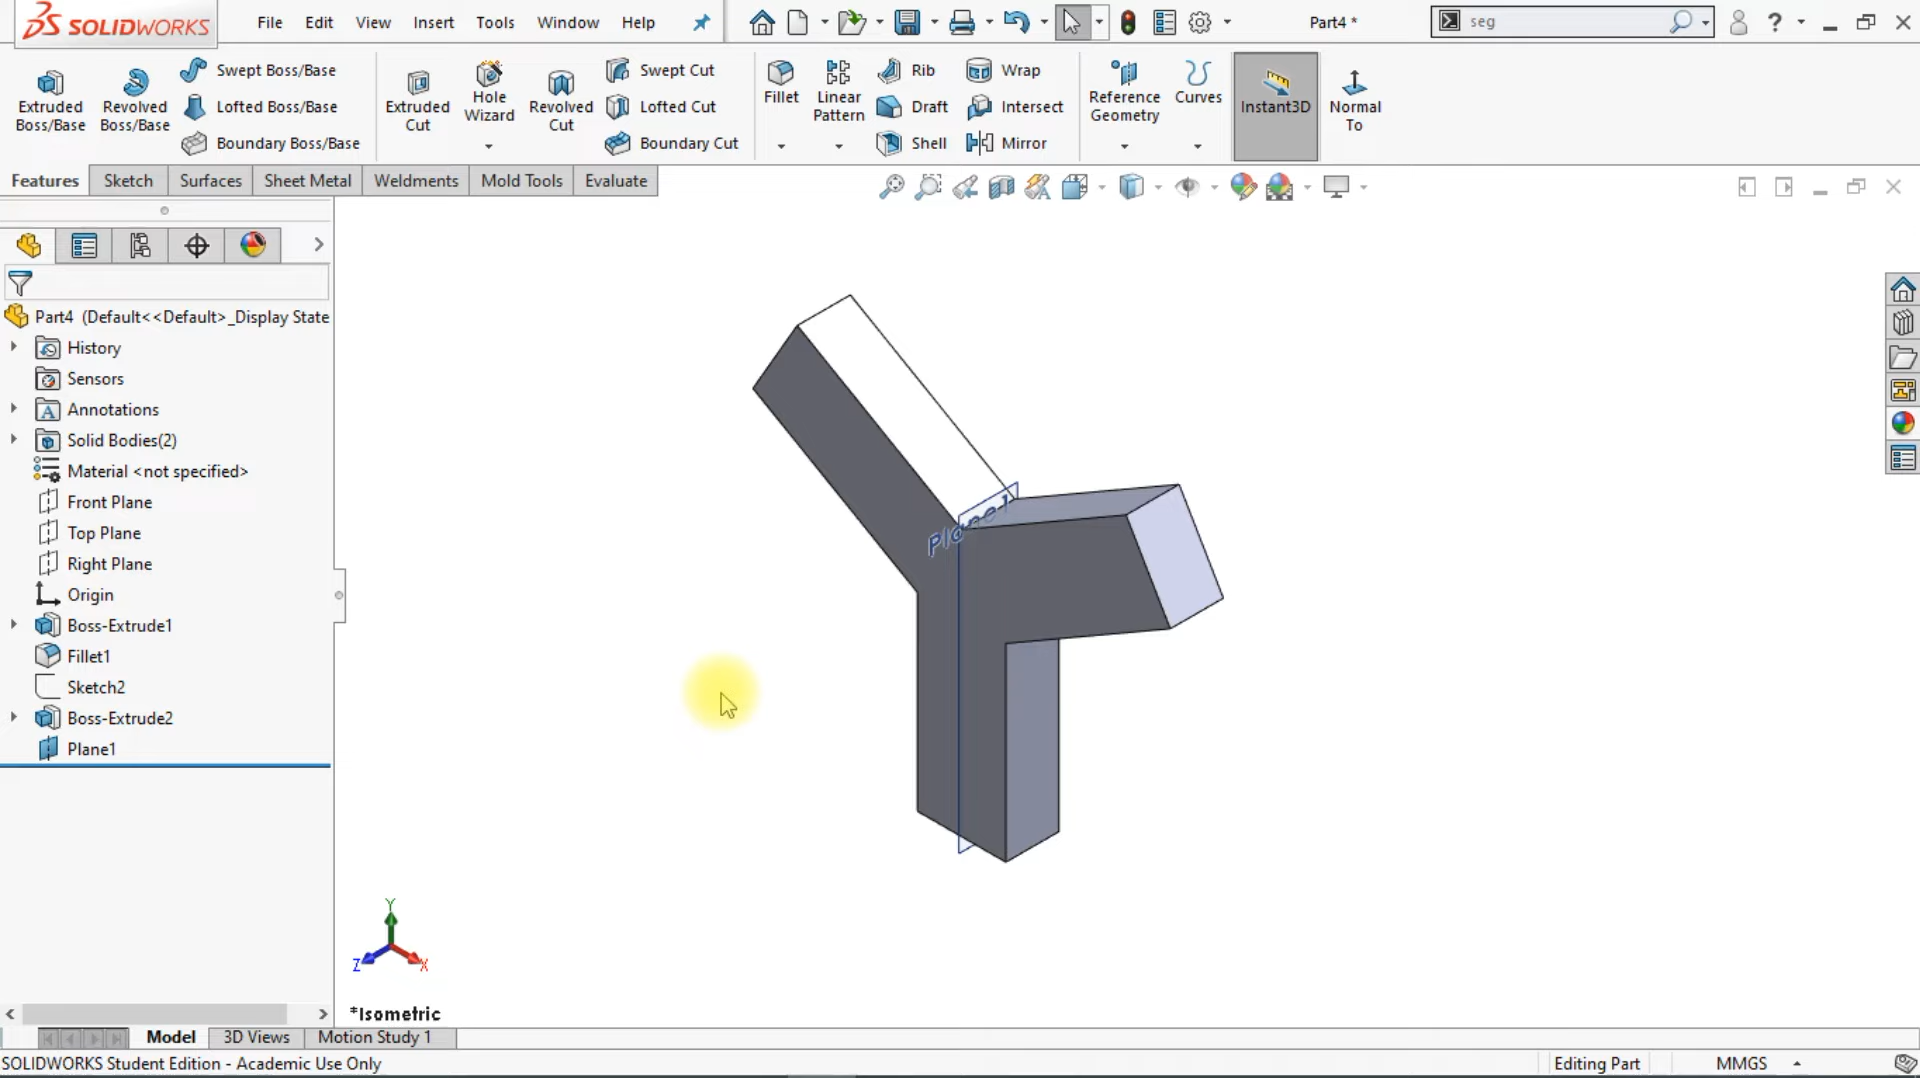 SOLIDWORKS File Edit View Insert Tools Window Help Part4 * seg ?
Extruded Boss/Base
Revolved Boss/Base
Swept Boss/Base
Lofted Boss/Base
Boundary Boss/Base
Extruded Cut
Hole Wizard
Revolved Cut
Swept Cut
Lofted Cut
Boundary Cut
Fillet
Linear Pattern
Rib
Draft
Shell
Wrap
Intersect
Mirror
Reference Geometry
Curves
Instant3D
Normal To
Features Sketch Surfaces Sheet Metal Weldments Mold Tools Evaluate
Part4 (Default<<Default>_Display State
History
Sensors
Annotations
Solid Bodies(2)
Material <not specified>
Front Plane
Top Plane
Right Plane
Origin
Boss-Extrude1
Fillet1
Sketch2
Boss-Extrude2
Plane1
Plane1
Y
Z X
*Isometric
Model 3D Views Motion Study 1
SOLIDWORKS Student Edition - Academic Use Only Editing Part MMGS